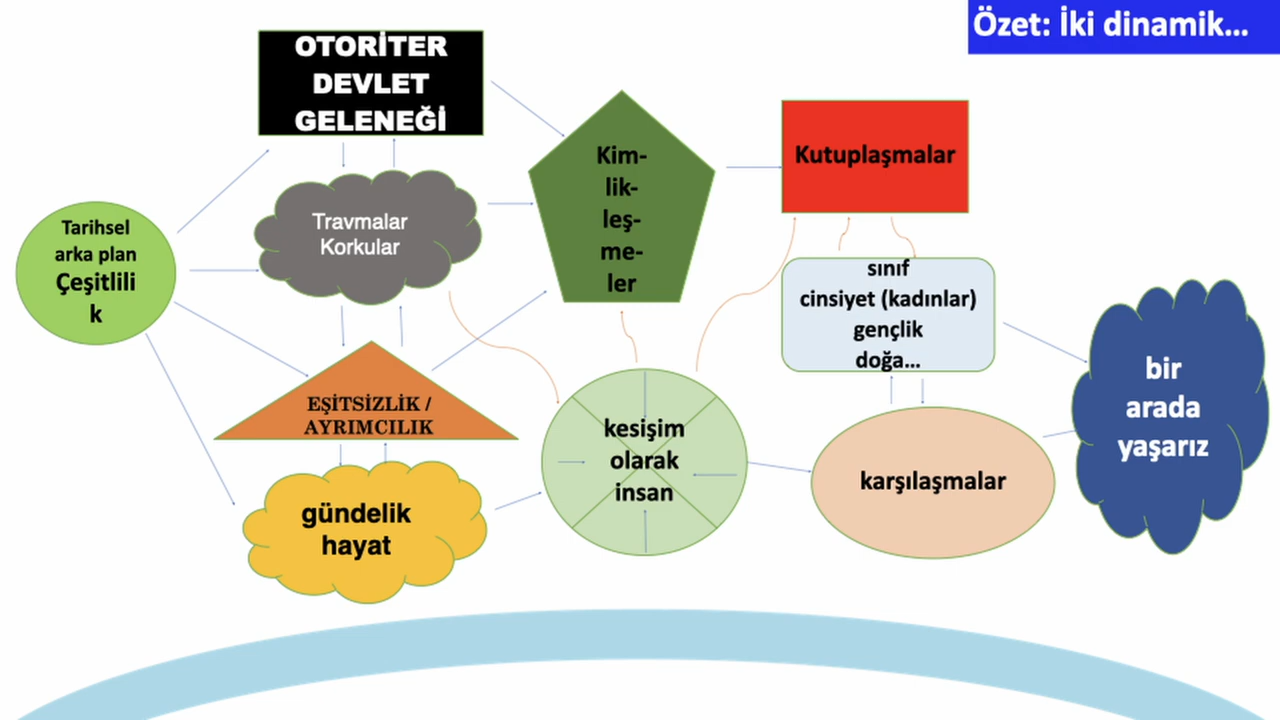 Özet: İki dinamik...
OTORİTER
DEVLET
GELENEĞİ
Tarihsel
arka plan
Çeşitlili
k
Travmalar
Korkular
EŞİTSİZLİK /
AYRIMCILIK
gündelik
hayat
Kim-
lik-
leş-
me-
ler
kesişim
olarak
insan
Kutuplaşmalar
sınıf
cinsiyet (kadınlar)
gençlik
doğa...
karşılaşmalar
bir
arada
yaşarız